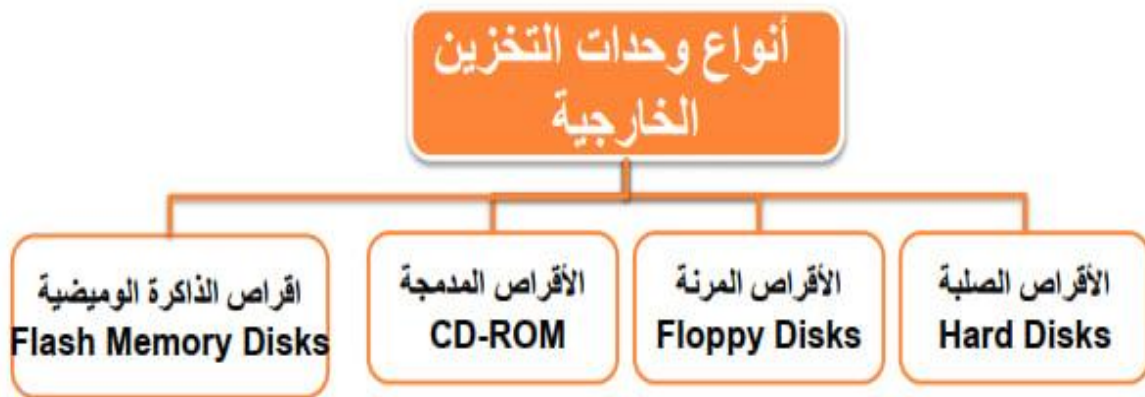 أنواع وحدات التخزين
الخارجية
الأقراص الصلبة
Hard Disks
الأقراص المرنة
Floppy Disks
الأقراص المدمجة
CD-ROM
اقراص الذاكرة الوميضية
Flash Memory Disks